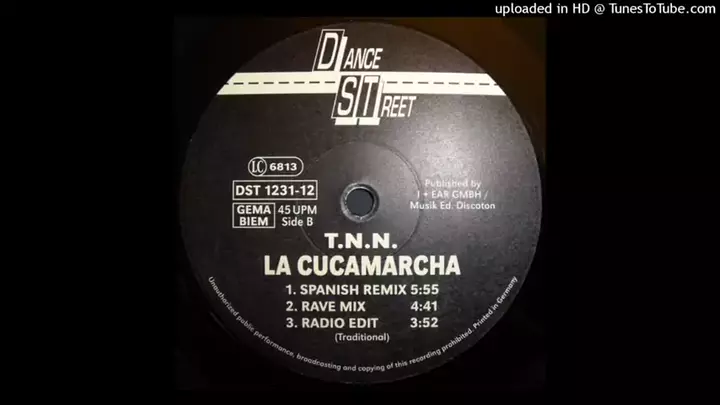 uploaded in HD @ TunesToTube.com
DANCE
STREET
LC 6813
DST 1231-12
GEMA
BIEM
45 UPM
Side B
Published by
I + EAR GMBH /
Musik Ed. Discoton
T.N.N.
LA CUCAMARCHA
1. SPANISH REMIX 5:55
2. RAVE MIX 4:41
3. RADIO EDIT 3:52
(Traditional)
Unauthorized public performance, broadcasting and copying of this recording prohibited. Printed in Germany